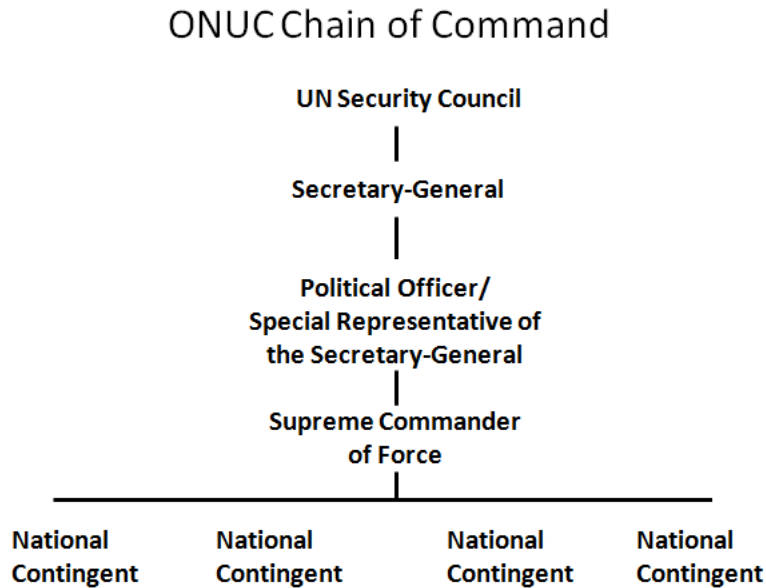 ONUC Chain of Command
UN Security Council
Secretary-General
Political Officer/
Special Representative of
the Secretary-General
Supreme Commander
of Force
National
Contingent
National
Contingent
National
Contingent
National
Contingent